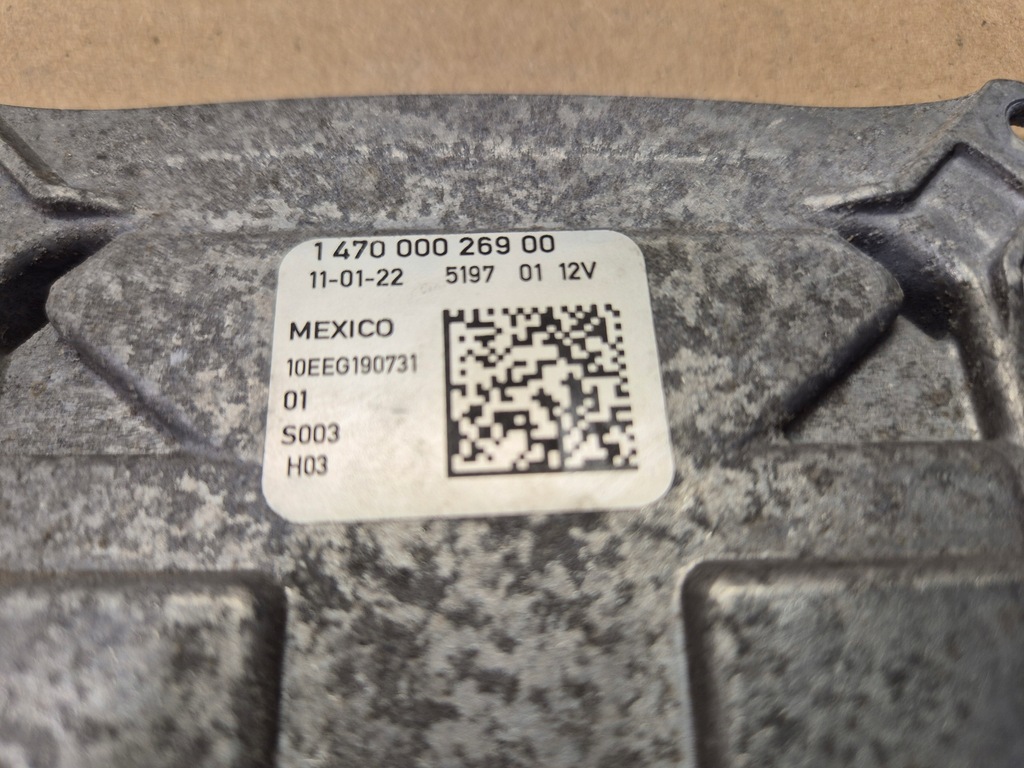 1 470 000 269 00
11-01-22 5197 01 12V
MEXICO
10EEG190731
01
S003
H03